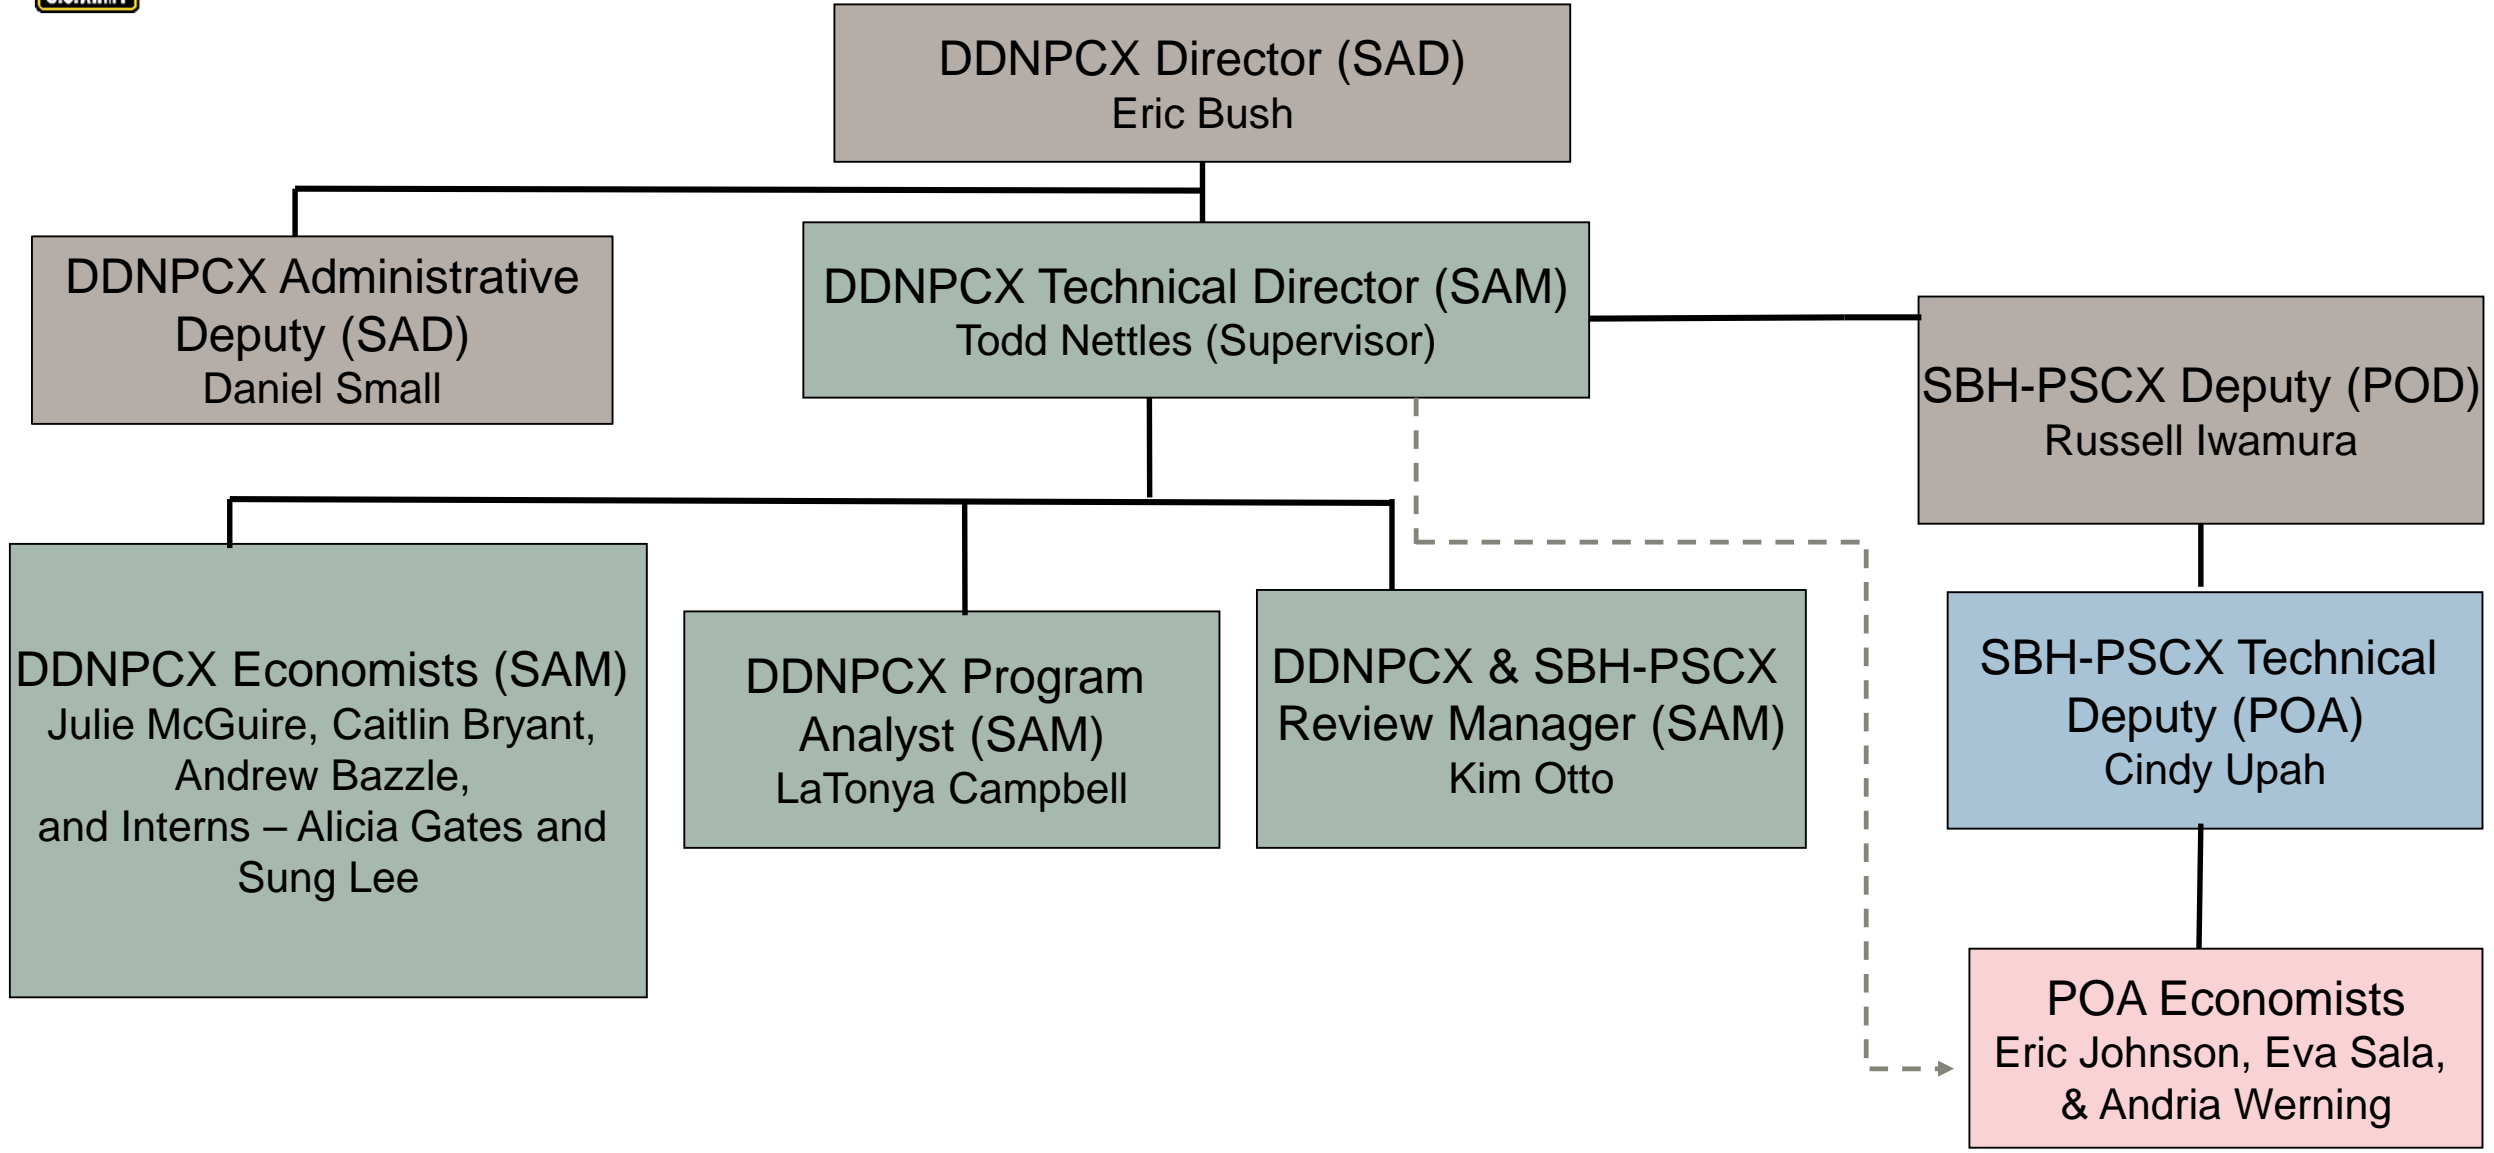 DDNPCX Director (SAD)
Eric Bush
DDNPCX Administrative
Deputy (SAD)
Daniel Small
DDNPCX Technical Director (SAM)
Todd Nettles (Supervisor)
SBH-PSCX Deputy (POD)
Russell Iwamura
DDNPCX Economists (SAM)
Julie McGuire, Caitlin Bryant,
Andrew Bazzle,
and Interns – Alicia Gates and
Sung Lee
DDNPCX Program
Analyst (SAM)
LaTonya Campbell
DDNPCX & SBH-PSCX
Review Manager (SAM)
Kim Otto
SBH-PSCX Technical
Deputy (POA)
Cindy Upah
POA Economists
Eric Johnson, Eva Sala,
& Andria Werning